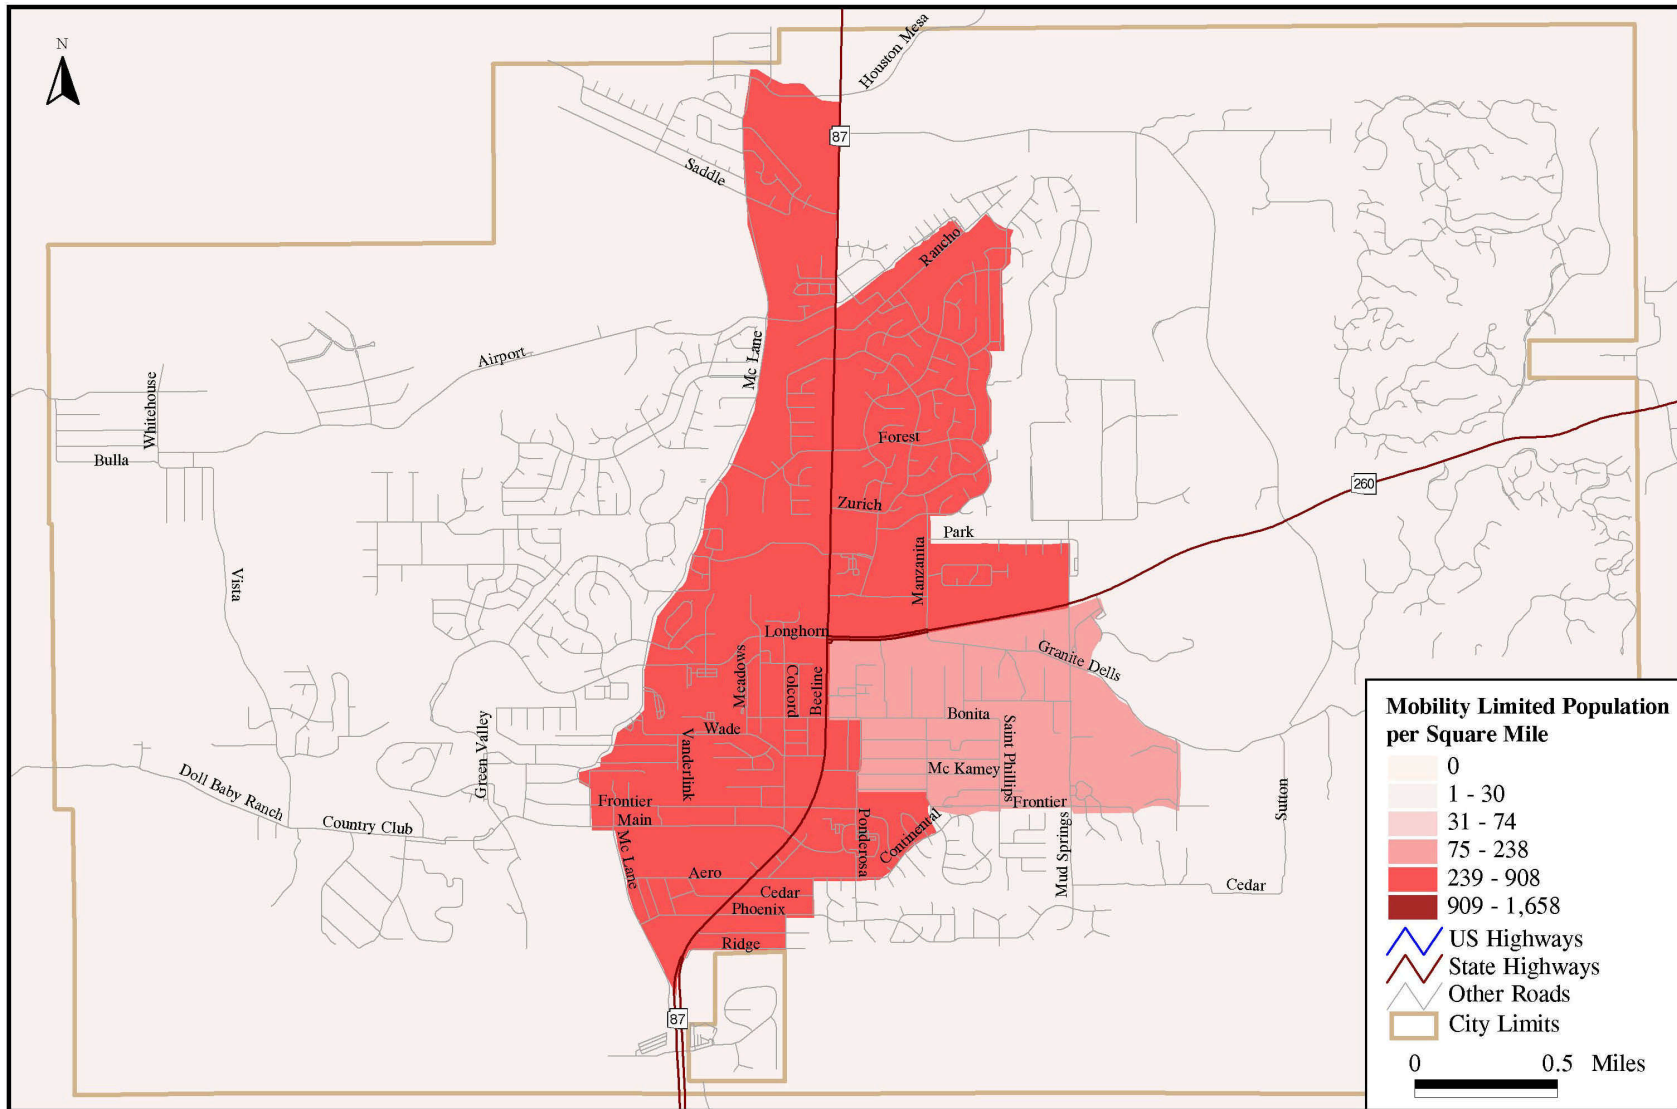 N
Houston Mesa
87
Saddle
Rancho
Airport
Mc Lane
Whitehouse
Bulla
Forest
260
Zurich
Park
Manzanita
Vista
Longhorn
Granite Dells
Meadows
Colcord
Beeline
Bonita
Wade
Saint Phillips
Green Valley
Vanderlink
Mc Kamey
Doll Baby Ranch
Frontier
Frontier
Main
Country Club
Ponderosa
Continental
Mud Springs
Sutton
Mc Lane
Aero
Cedar
Cedar
Phoenix
Ridge
87
Mobility Limited Population
per Square Mile
0
1 - 30
31 - 74
75 - 238
239 - 908
909 - 1,658
US Highways
State Highways
Other Roads
City Limits
0 0.5 Miles